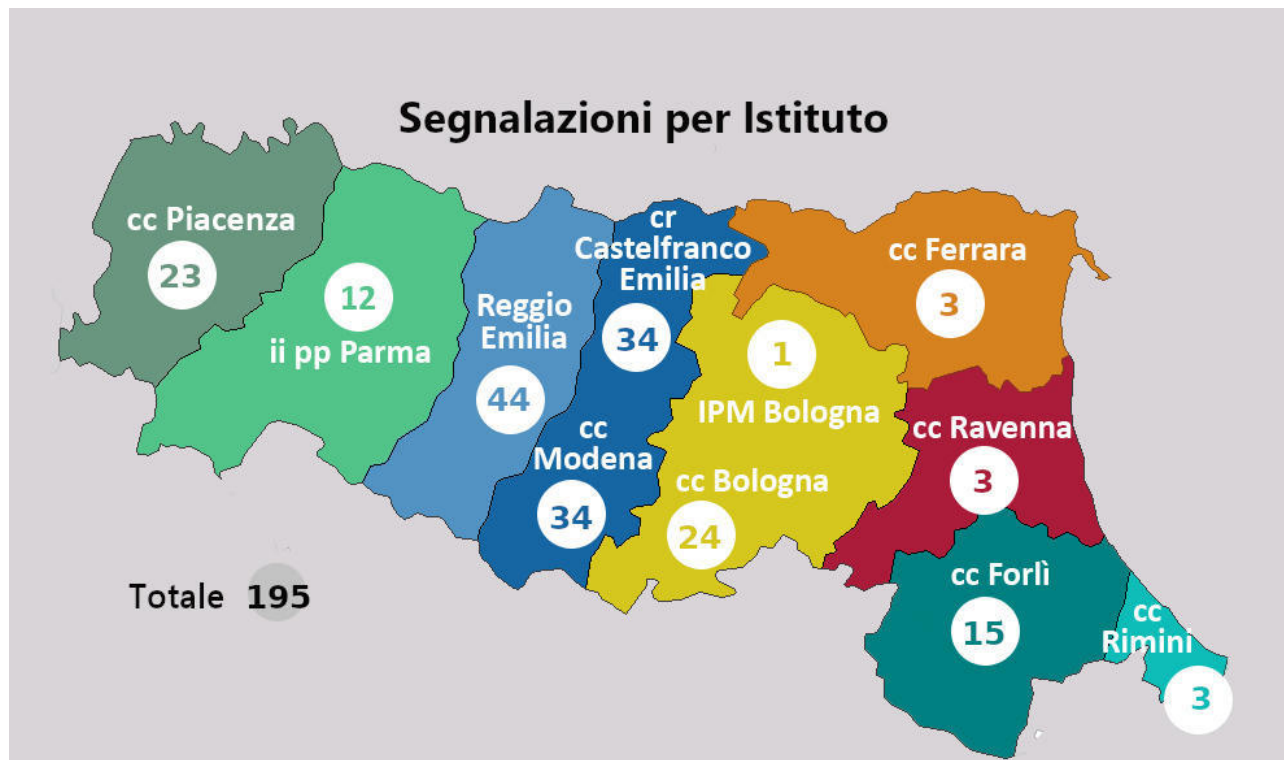 Segnalazioni per Istituto
cc Piacenza
23
12
ii pp Parma
Reggio
Emilia
44
cr
Castelfranco
Emilia
34
cc
Modena
34
1
IPM Bologna
cc Bologna
24
cc Ferrara
3
cc Ravenna
3
cc Forlì
15
cc
Rimini
3
Totale 195